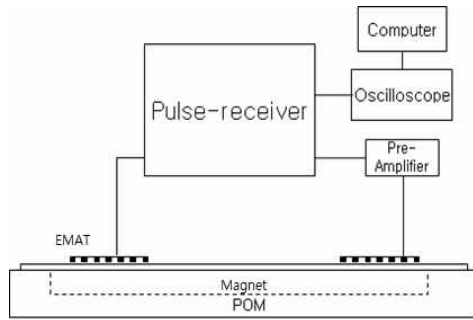 Computer
Pulse-receiver
Oscilloscope
Pre-
Amplifier
EMAT
Magnet
POM